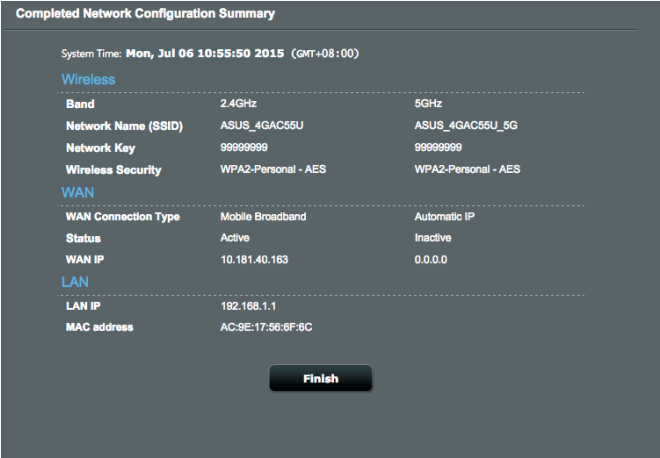 Completed Network Configuration Summary
System Time: Mon, Jul 06 10:55:50 2015 (GMT+08:00)
Wireless
Band 2.4GHz 5GHz
Network Name (SSID) ASUS_4GAC55U ASUS_4GAC55U_5G
Network Key 99999999 99999999
Wireless Security WPA2-Personal - AES WPA2-Personal - AES
WAN
WAN Connection Type Mobile Broadband Automatic IP
Status Active Inactive
WAN IP 10.181.40.163 0.0.0.0
LAN
LAN IP 192.168.1.1
MAC address AC:9E:17:56:6F:6C
Finish